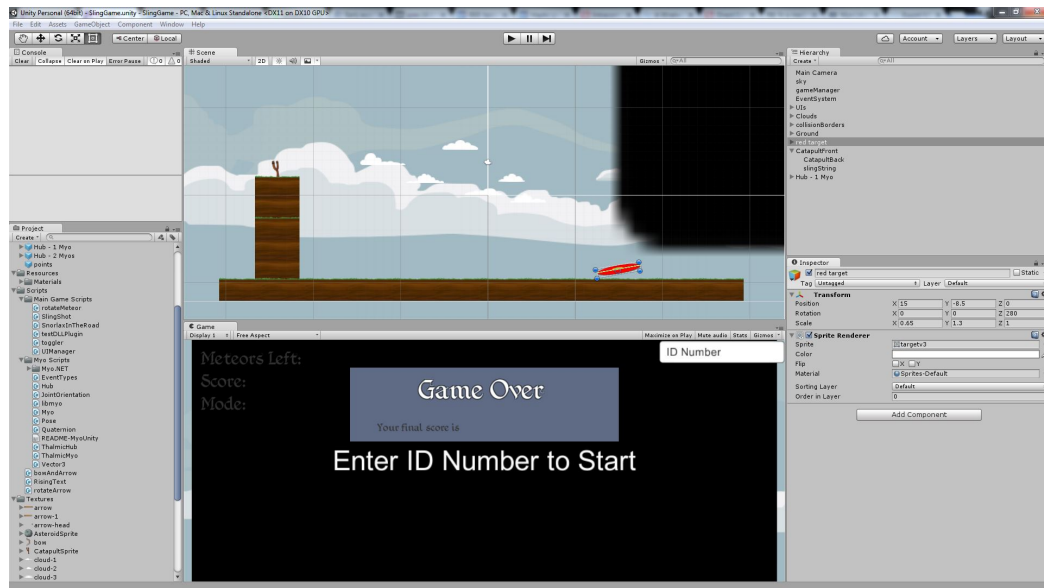 Unity Personal (64bit) - SlingGame.unity - SlingGame - PC, Mac & Linux Standalone <DX11 on DX10 GPU>
File Edit Assets GameObject Component Window Help
Center Local
Account Layers Layout
Console
Clear Collapse Clear on Play Error Pause 0 0
# Scene
Shaded 2D Gizmos All
Hierarchy
Create All
Main Camera
sky
gameManager
EventSystem
UIs
Clouds
collisionBorders
Ground
red target
CatapultFront
CatapultBack
slingString
Hub - 1 Myo
Project
Create
Hub - 1 Myo
Hub - 2 Myos
points
Resources
Materials
Scripts
Main Game Scripts
rotateMeteor
SlingShot
SnorlaxInTheRoad
testDLLPlugin
toggler
UIManager
Myo Scripts
Myo.NET
EventTypes
Hub
JointOrientation
libmyo
Myo
Pose
Quaternion
README-MyoUnity
ThalmicHub
ThalmicMyo
Vector3
bowAndArrow
RisingText
rotateArrow
Textures
arrow
arrow-1
arrow-head
AsteroidSprite
bow
CatapultSprite
cloud-1
cloud-2
cloud-3
Game
Display 1 Free Aspect Maximize on Play Mute audio Stats Gizmos
Meteors Left:
Score:
Mode:
ID Number
Game Over
Your final score is
Enter ID Number to Start
Inspector
red target Static
Tag Untagged Layer Default
Transform
Position X 15 Y -8.5 Z 0
Rotation X 0 Y 0 Z 280
Scale X 0.65 Y 1.3 Z 1
Sprite Renderer
Sprite targetv3
Color
Flip X Y
Material Sprites-Default
Sorting Layer Default
Order in Layer 0
Add Component